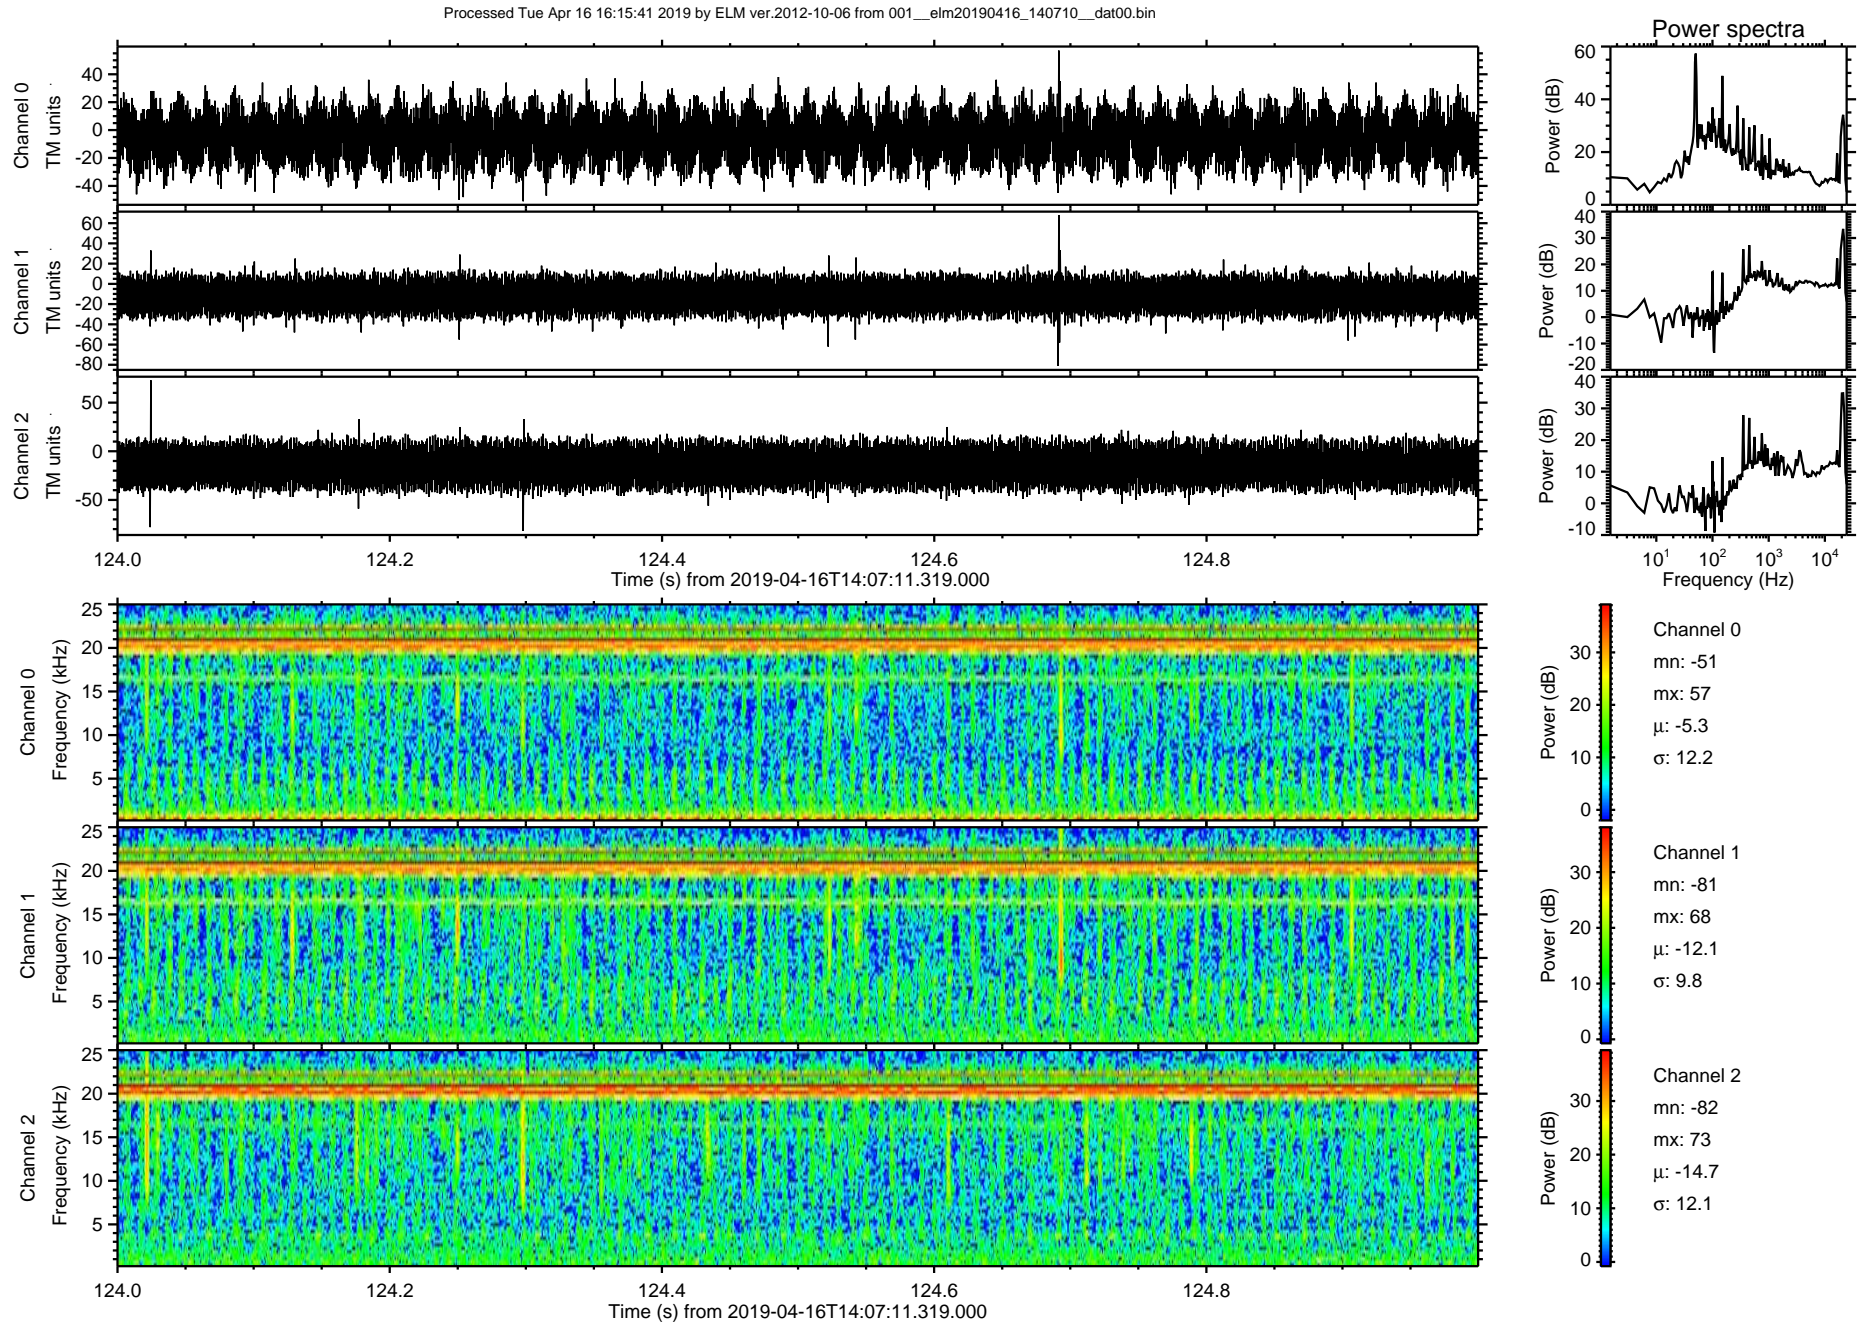 Processed Tue Apr 16 16:15:41 2019 by ELM ver.2012-10-06 from 001__elm20190416_140710__dat00.bin
Power spectra
Channel 0
TM units
40
20
0
-20
-40
Power (dB)
60
40
20
0
Channel 1
TM units
60
40
20
0
-20
-40
-60
-80
Power (dB)
40
30
20
10
0
-10
-20
Channel 2
TM units
50
0
-50
Power (dB)
40
30
20
10
0
-10
124.0 124.2 124.4 124.6 124.8
Time (s) from 2019-04-16T14:07:11.319.000
10¹ 10² 10³ 10⁴
Frequency (Hz)
Channel 0
Frequency (kHz)
25
20
15
10
5
Power (dB)
30
20
10
0
Channel 0
mn: -51
mx: 57
μ: -5.3
σ: 12.2
Channel 1
Frequency (kHz)
25
20
15
10
5
Power (dB)
30
20
10
0
Channel 1
mn: -81
mx: 68
μ: -12.1
σ: 9.8
Channel 2
Frequency (kHz)
25
20
15
10
5
Power (dB)
30
20
10
0
Channel 2
mn: -82
mx: 73
μ: -14.7
σ: 12.1
124.0 124.2 124.4 124.6 124.8
Time (s) from 2019-04-16T14:07:11.319.000